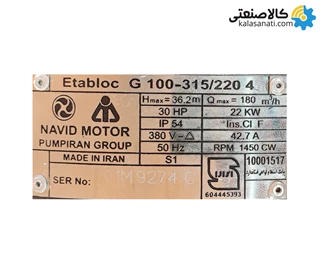 کالاصنعتی
kalasanati.com
Etabloc G 100-315/220 4
Hmax= 36.2m Qmax= 180 m³/h
30 HP 22 KW
IP 54 Ins.Cl F
380 V-△ 42.7 A
50 Hz RPM 1450 CW
NAVID MOTOR
PUMPIRAN GROUP
MADE IN IRAN S1 10001517
علامت استاندارد
604445393
SER No: